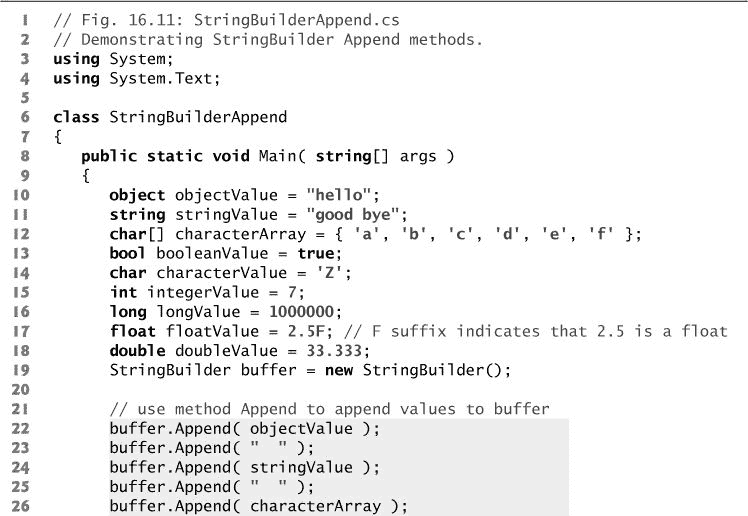 1 // Fig. 16.11: StringBuilderAppend.cs
2 // Demonstrating StringBuilder Append methods.
3 using System;
4 using System.Text;
5
6 class StringBuilderAppend
7 {
8 public static void Main( string[] args )
9 {
10 object objectValue = "hello";
11 string stringValue = "good bye";
12 char[] characterArray = { 'a', 'b', 'c', 'd', 'e', 'f' };
13 bool booleanValue = true;
14 char characterValue = 'Z';
15 int integerValue = 7;
16 long longValue = 1000000;
17 float floatValue = 2.5F; // F suffix indicates that 2.5 is a float
18 double doubleValue = 33.333;
19 StringBuilder buffer = new StringBuilder();
20
21 // use method Append to append values to buffer
22 buffer.Append( objectValue );
23 buffer.Append( "  " );
24 buffer.Append( stringValue );
25 buffer.Append( "  " );
26 buffer.Append( characterArray );